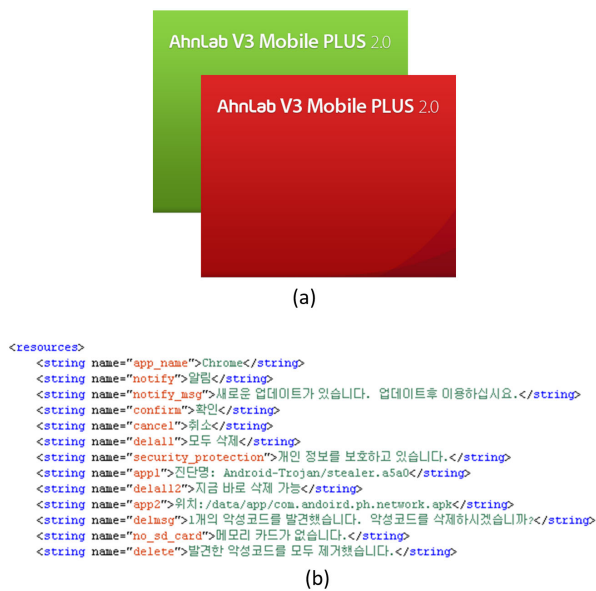 AhnLab V3 Mobile PLUS 2.0
AhnLab V3 Mobile PLUS 2.0
(a)
<resources>
<string name="app_name">Chrome</string>
<string name="notify">알림</string>
<string name="notify_msg">새로운 업데이트가 있습니다. 업데이트후 이용하십시요.</string>
<string name="confirm">확인</string>
<string name="cancel">취소</string>
<string name="delall">모두 삭제</string>
<string name="security_protection">개인 정보를 보호하고 있습니다.</string>
<string name="app1">진단명: Android-Trojan/stealer.a5a0</string>
<string name="delall2">지금 바로 삭제 가능</string>
<string name="app2">위치:/data/app/com.andoird.ph.network.apk</string>
<string name="delmsg">1개의 악성코드를 발견했습니다. 악성코드를 삭제하시겠습니까?</string>
<string name="no_sd_card">메모리 카드가 없습니다.</string>
<string name="delete">발견한 악성코드를 모두 제거했습니다.</string>
(b)